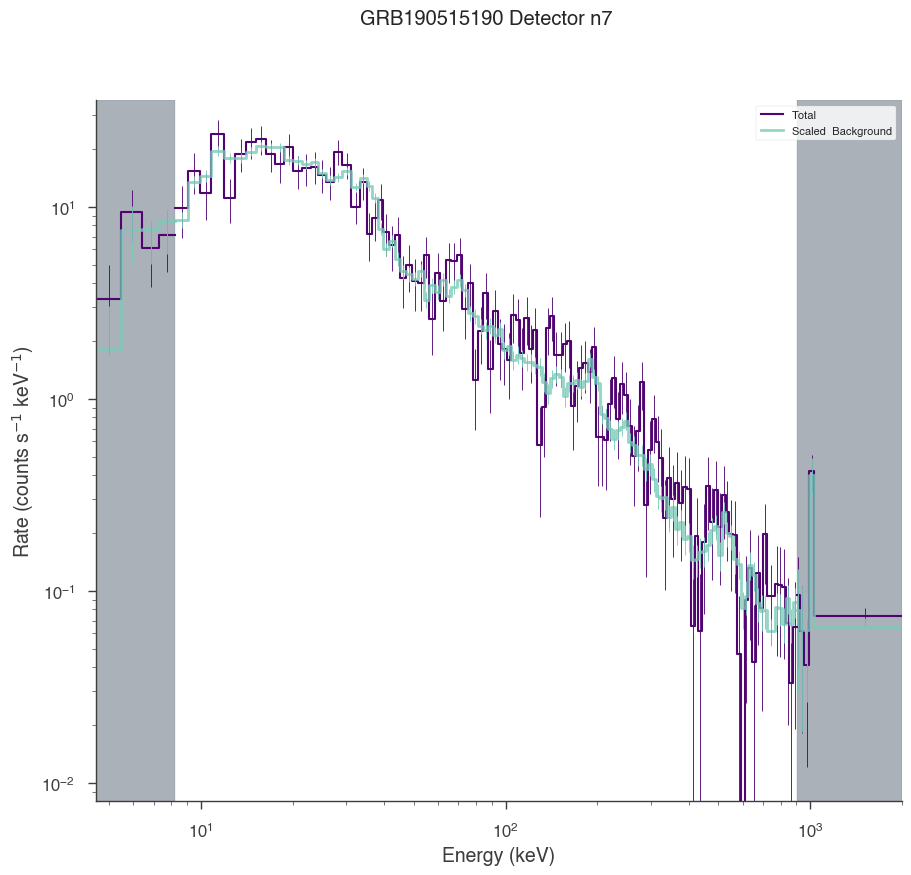 GRB190515190 Detector n7
Total
Scaled  Background
10¹
10⁰
10⁻¹
10⁻²
Rate (counts s⁻¹ keV⁻¹)
10¹
10²
10³
Energy (keV)